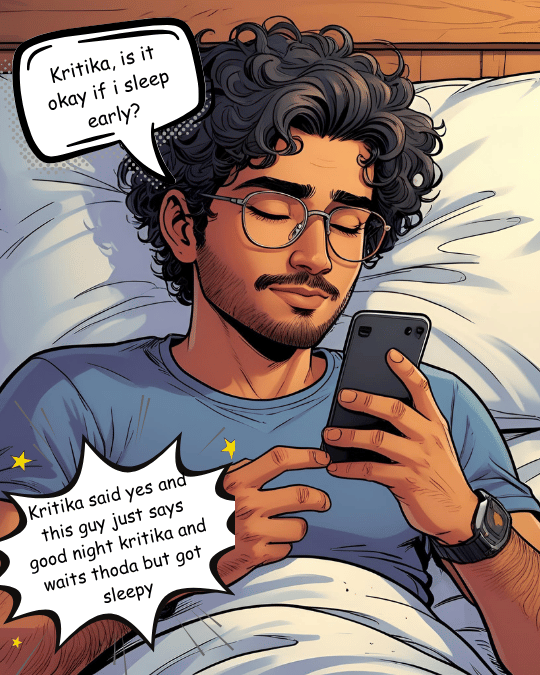 Kritika, is it
okay if i sleep
early?
Kritika said yes and
this guy just says
good night kritika and
waits thoda but got
sleepy